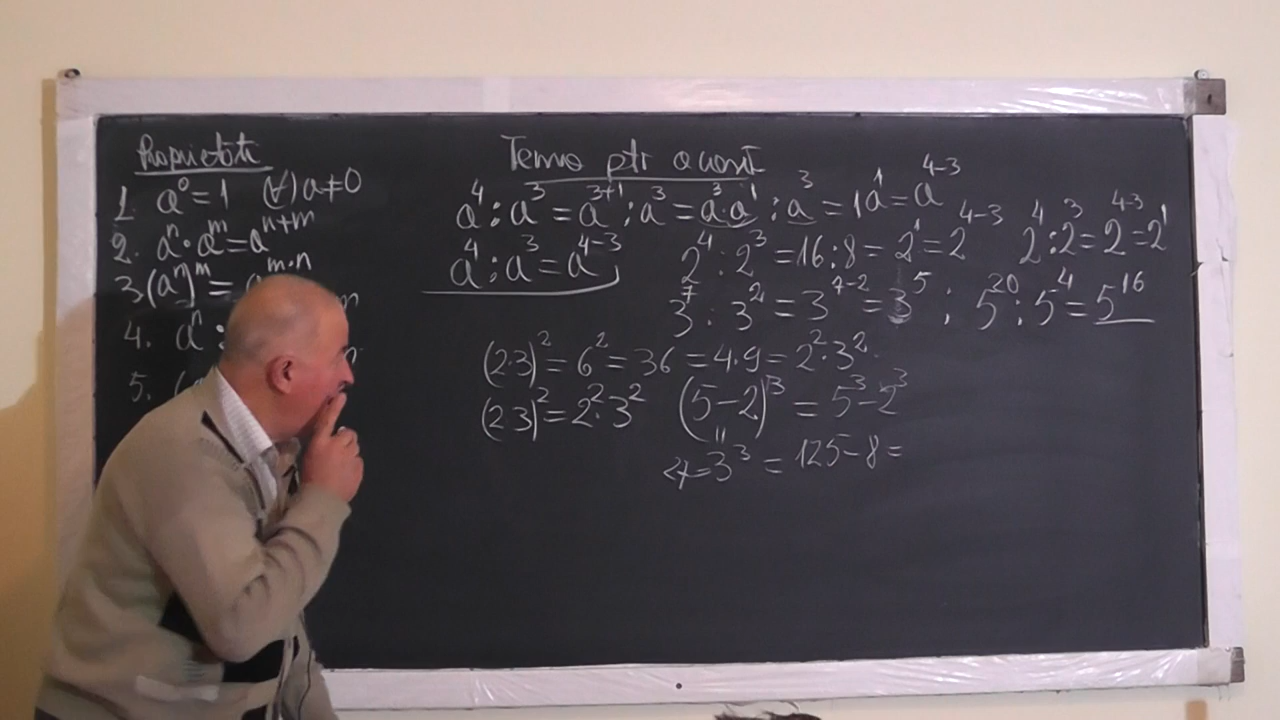 Proprietăți
1. a⁰=1 (∀) a≠0
2. aⁿ·aᵐ=aⁿ⁺ᵐ
3 (aⁿ)ᵐ=aᵐ·ⁿ
4. aⁿ:
5. (
a⁴:a³=a³⁺¹:a³=a³·a¹:a³=1a¹=a⁴⁻³
a⁴:a³=a⁴⁻³
2⁴:2³=16:8=2¹=2⁴⁻³ 2⁴:2³=2⁴⁻³=2¹
3⁷:3²=3⁷⁻²=3⁵; 5²⁰:5⁴=5¹⁶
(2·3)²=6²=36=4·9=2²·3²
(2·3)²=2²·3² (5-2)³=5³-2³
27=3³=125-8=